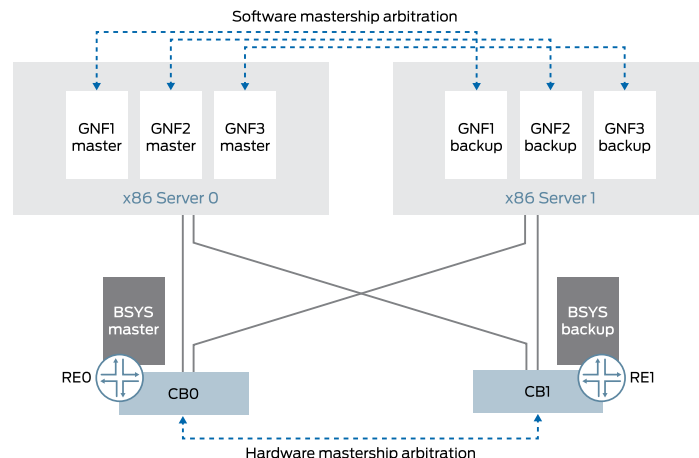 Software mastership arbitration
GNF1
master
GNF2
master
GNF3
master
GNF1
backup
GNF2
backup
GNF3
backup
x86 Server 0
x86 Server 1
BSYS
master
BSYS
backup
RE0
CB0
CB1
RE1
Hardware mastership arbitration